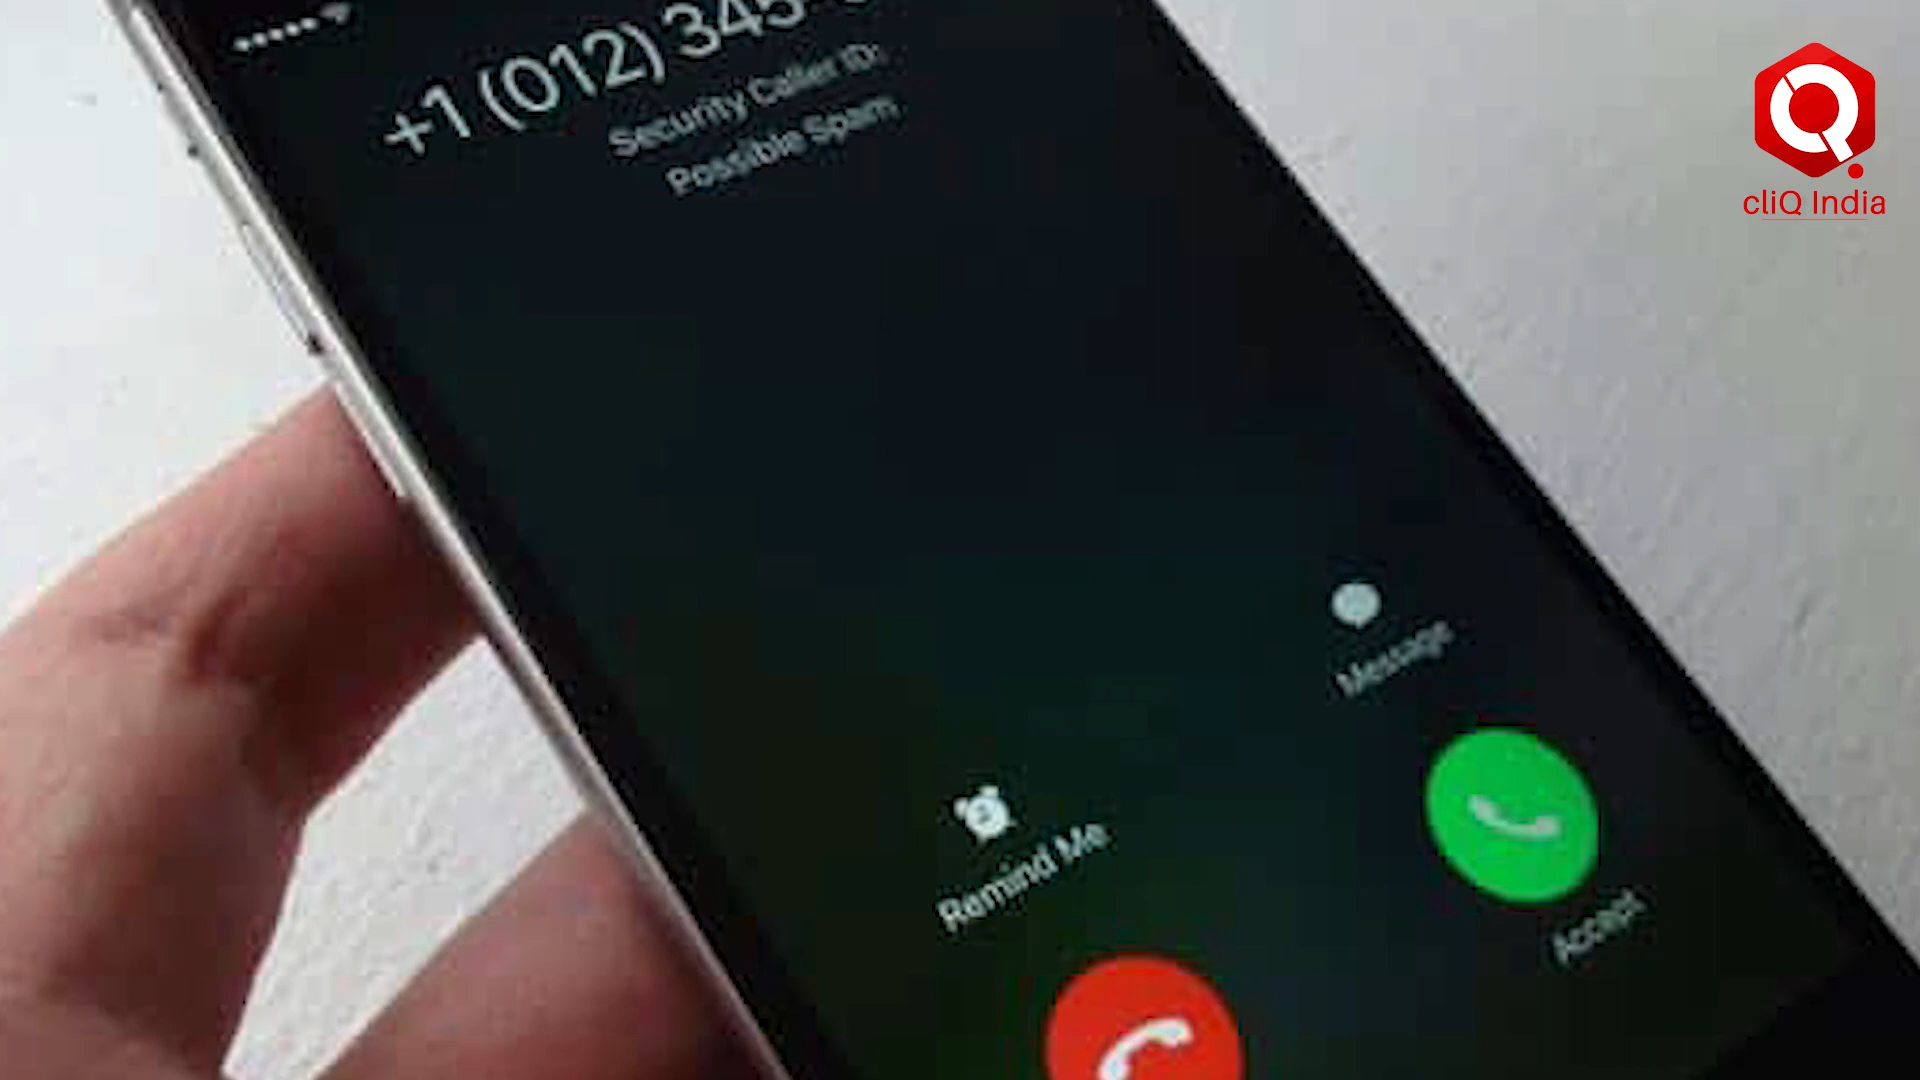 +1 (012) 345-
Security Caller ID:
Possible Spam
cliQ India
Message
Remind Me
Accept